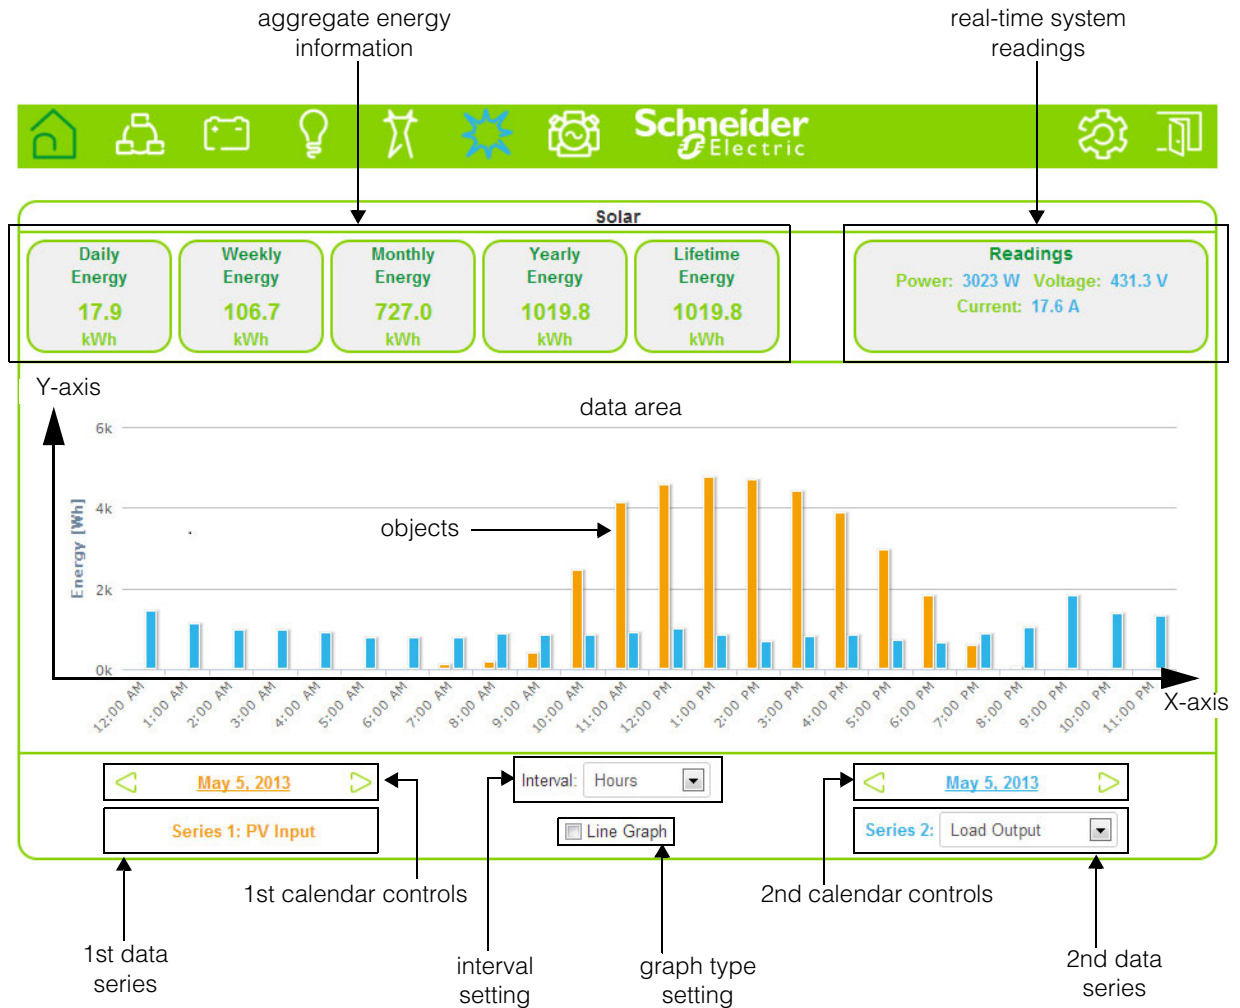 aggregate energy
information
real-time system
readings
Schneider
Electric
Solar
Daily
Energy
17.9
kWh
Weekly
Energy
106.7
kWh
Monthly
Energy
727.0
kWh
Yearly
Energy
1019.8
kWh
Lifetime
Energy
1019.8
kWh
Readings
Power: 3023 W Voltage: 431.3 V
Current: 17.6 A
Y-axis
data area
6k
4k
2k
0k
Energy [Wh]
objects
12:00 AM
1:00 AM
2:00 AM
3:00 AM
4:00 AM
5:00 AM
6:00 AM
7:00 AM
8:00 AM
9:00 AM
10:00 AM
11:00 AM
12:00 PM
1:00 PM
2:00 PM
3:00 PM
4:00 PM
5:00 PM
6:00 PM
7:00 PM
8:00 PM
9:00 PM
10:00 PM
11:00 PM
X-axis
May 5, 2013
Interval: Hours
May 5, 2013
Series 1: PV Input
Line Graph
Series 2: Load Output
1st calendar controls
2nd calendar controls
1st data
series
interval
setting
graph type
setting
2nd data
series